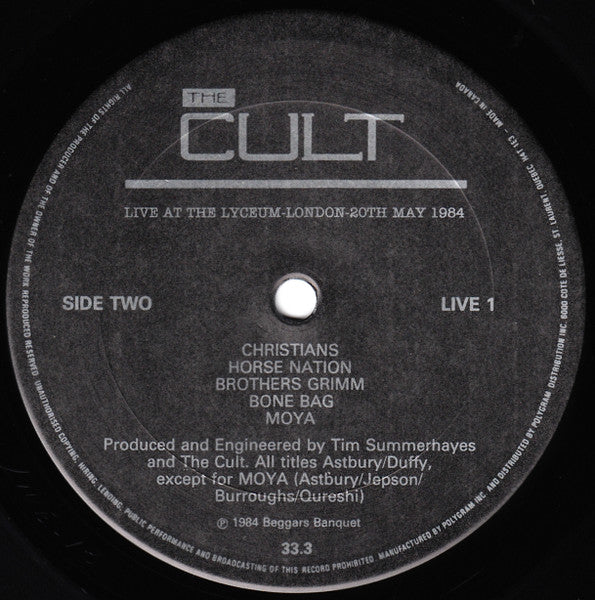 THE
CULT
LIVE AT THE LYCEUM-LONDON-20TH MAY 1984
SIDE TWO
LIVE 1
CHRISTIANS
HORSE NATION
BROTHERS GRIMM
BONE BAG
MOYA
Produced and Engineered by Tim Summerhayes
and The Cult. All titles Astbury/Duffy,
except for MOYA (Astbury/Jepson/
Burroughs/Qureshi)
℗ 1984 Beggars Banquet
33.3
ALL RIGHTS OF THE PRODUCER AND OF THE OWNER OF THE WORK REPRODUCED RESERVED. UNAUTHORISED COPYING, HIRING, LENDING, PUBLIC PERFORMANCE AND BROADCASTING OF THIS RECORD PROHIBITED. MANUFACTURED BY POLYGRAM INC AND DISTRIBUTED BY POLYGRAM DISTRIBUTION INC. 6000 COTE DE LIESSE, ST LAURENT, QUEBEC. H4T 1E3 - MADE IN CANADA